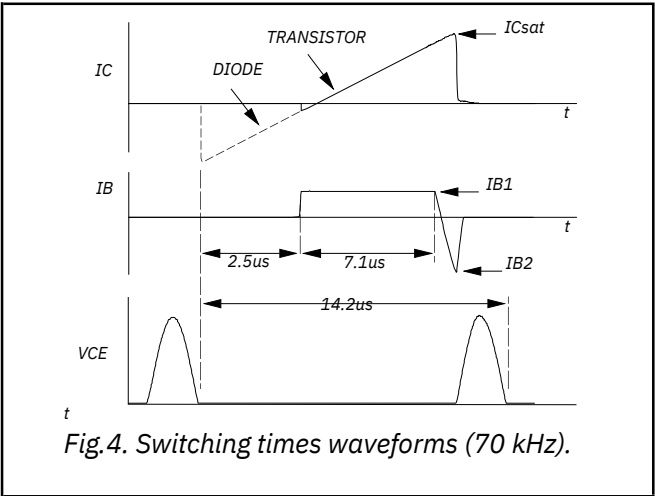 ICsat
TRANSISTOR
DIODE
IC
t
IB
IB1
t
2.5us
7.1us
IB2
14.2us
VCE
t
Fig.4. Switching times waveforms (70 kHz).